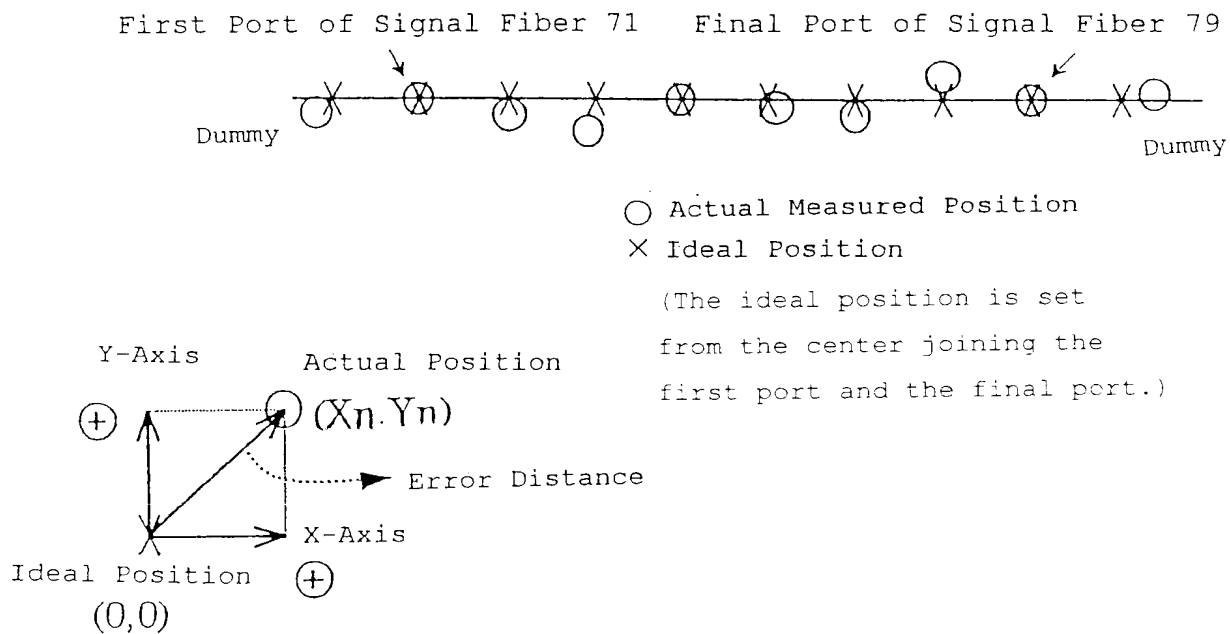 First Port of Signal Fiber 71
Final Port of Signal Fiber 79
Dummy
Dummy
Actual Measured Position
Ideal Position
(The ideal position is set
from the center joining the
first port and the final port.)
Y-Axis
Actual Position
(Xn.Yn)
+
Error Distance
X-Axis
Ideal Position
+
(0,0)